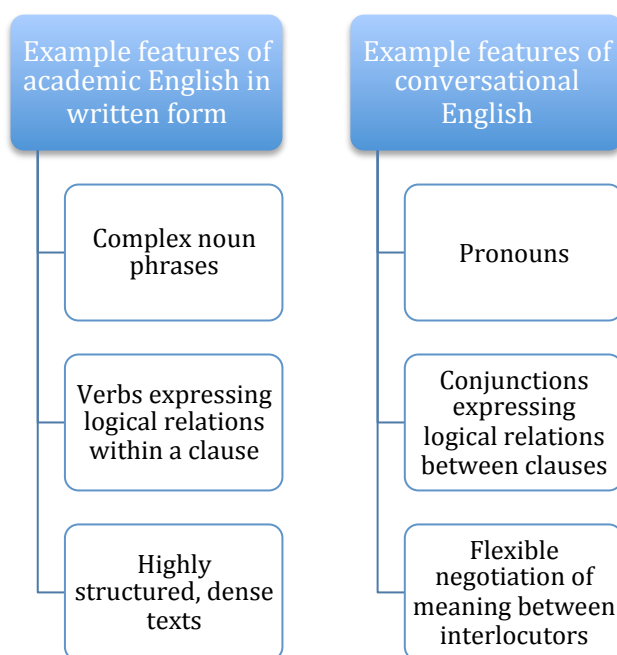 Example features of
academic English in
written form
Complex noun
phrases
Verbs expressing
logical relations
within a clause
Highly
structured, dense
texts
Example features of
conversational
English
Pronouns
Conjunctions
expressing
logical relations
between clauses
Flexible
negotiation of
meaning between
interlocutors